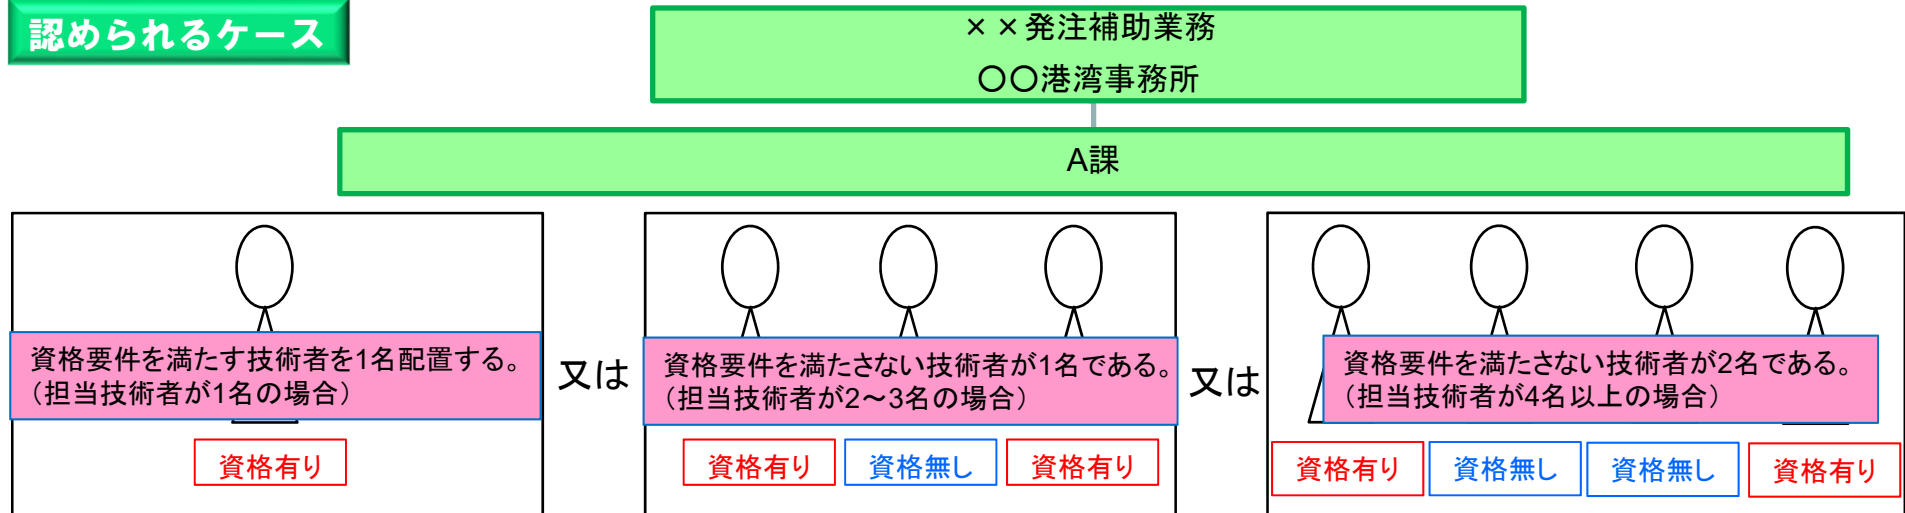 認められるケース
××発注補助業務
〇〇港湾事務所
A課
資格要件を満たす技術者を1名配置する。
（担当技術者が1名の場合）
資格有り
又は
資格要件を満たさない技術者が1名である。
（担当技術者が2～3名の場合）
資格有り
資格無し
資格有り
又は
資格要件を満たさない技術者が2名である。
（担当技術者が4名以上の場合）
資格有り
資格無し
資格無し
資格有り